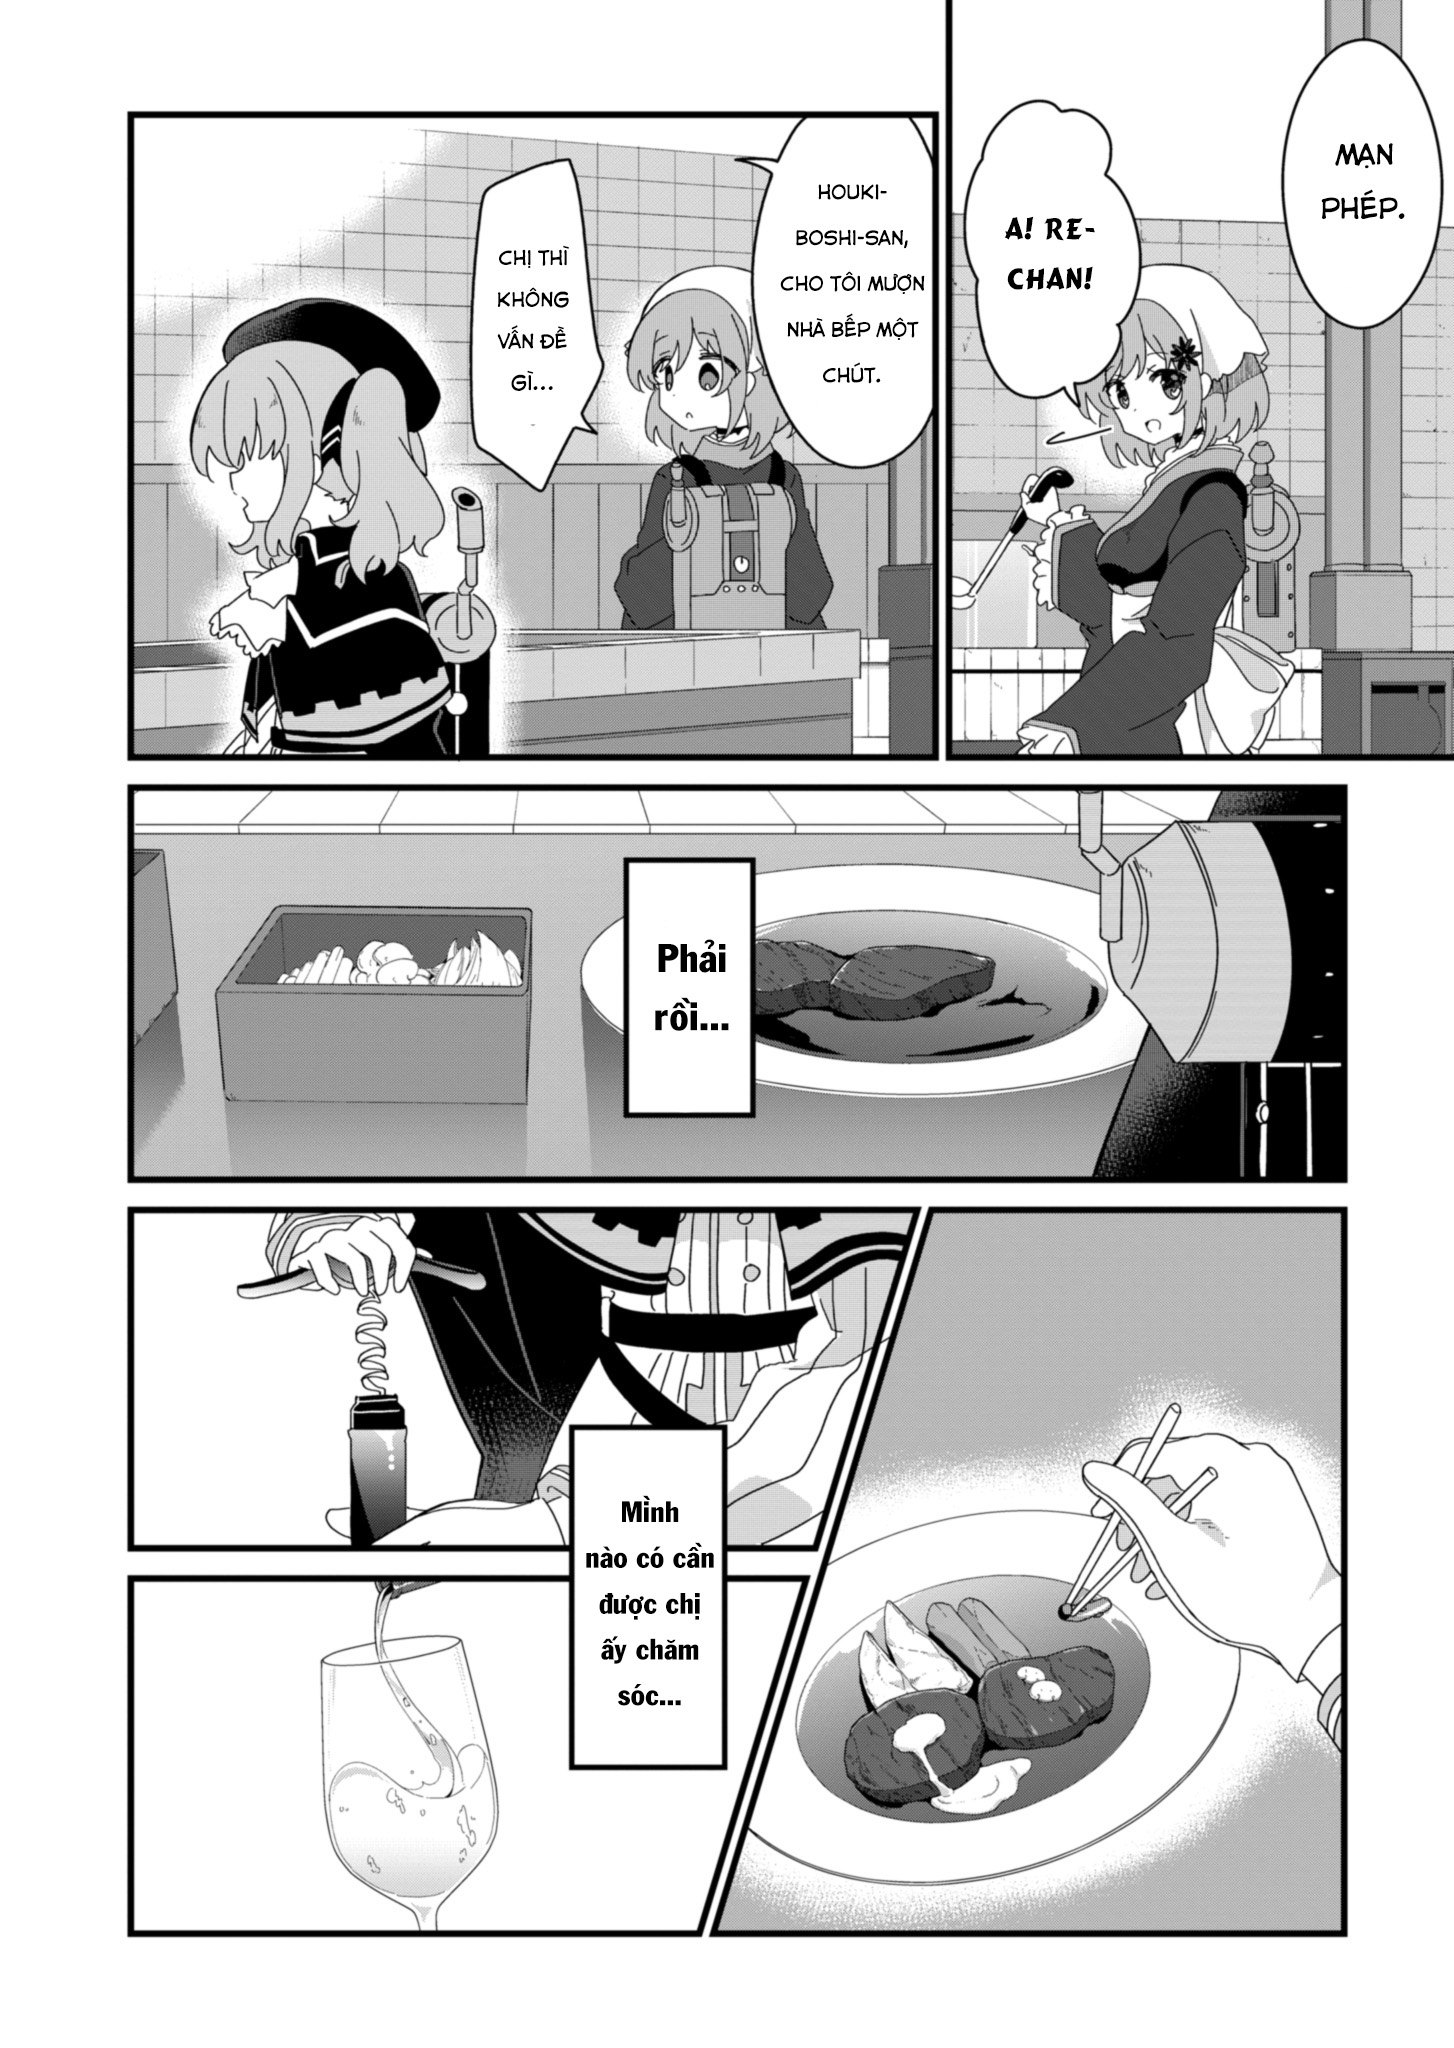 MẠN
PHÉP.
A! RE-
CHAN!
HOUKI-
BOSHI-SAN,
CHO TÔI MƯỢN
NHÀ BẾP MỘT
CHÚT.
CHỊ THÌ
KHÔNG
VẤN ĐỀ
GÌ...
Phải
rồi...
Mình
nào có cần
được chị
ấy chăm
sóc...